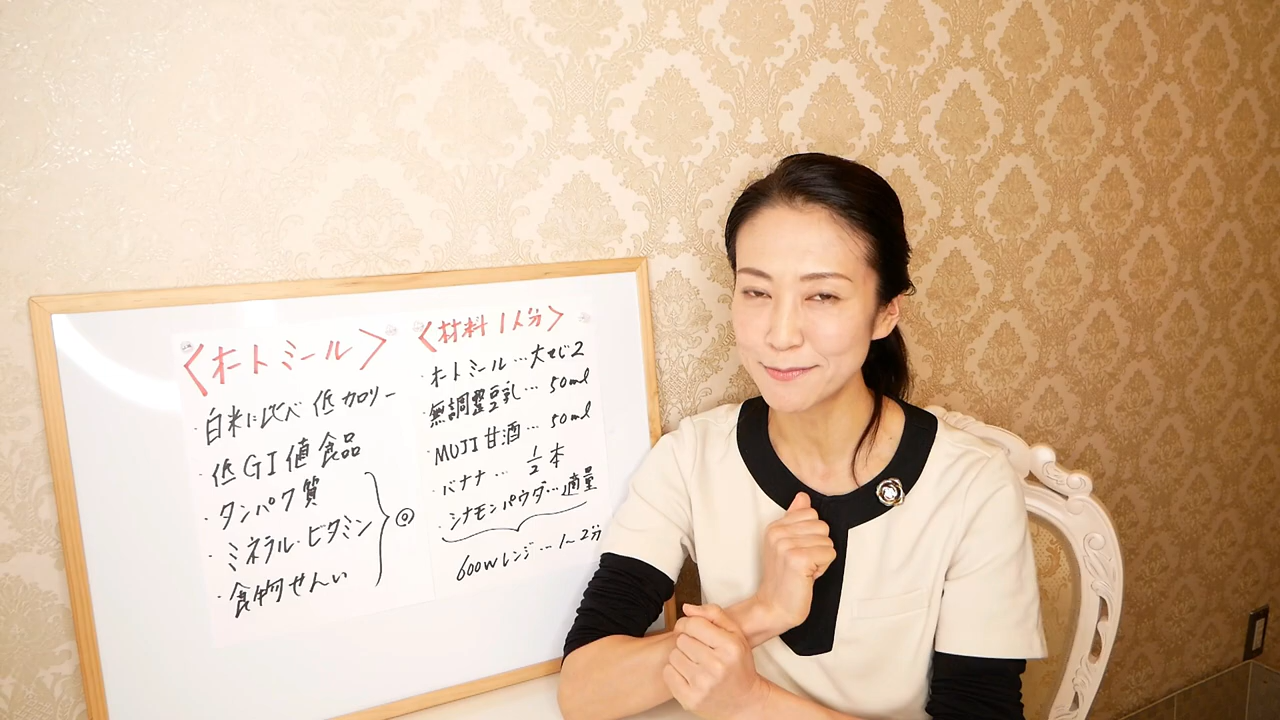 〈オートミール〉
・白米に比べ低カロリー
・低GI値食品
・タンパク質
・ミネラル・ビタミン
・食物せんい
◎
〈材料 1人分〉
・オートミール…大さじ2
・無調整豆乳…50ml
・MUJI甘酒…50ml
・バナナ…1/2本
・シナモンパウダ…適量
600wレンジ…1〜2分